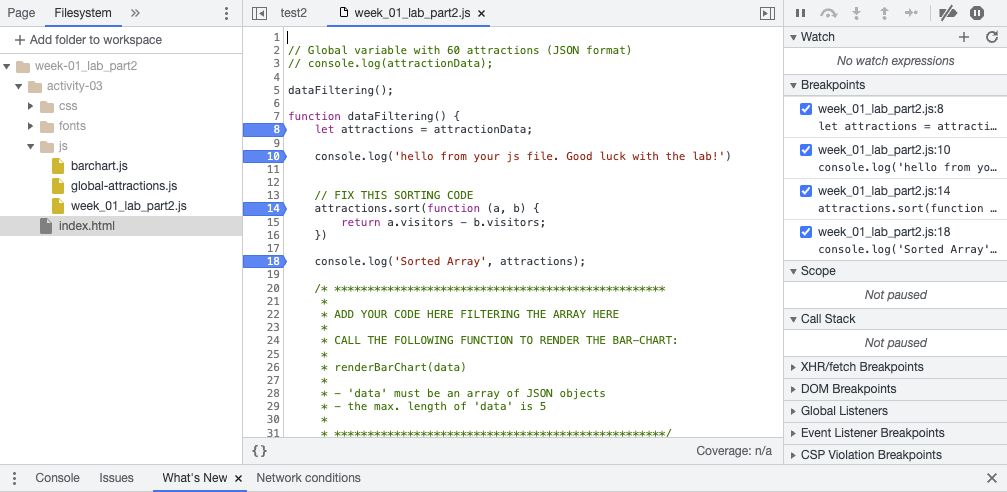 Page Filesystem
Add folder to workspace
week-01_lab_part2
activity-03
css
fonts
js
barchart.js
global-attractions.js
week_01_lab_part2.js
index.html
test2 week_01_lab_part2.js ×
1
2 // Global variable with 60 attractions (JSON format)
3 // console.log(attractionData);
4
5 dataFiltering();
6
7 function dataFiltering() {
8 let attractions = attractionData;
9
10 console.log('hello from your js file. Good luck with the lab!')
11
12
13 // FIX THIS SORTING CODE
14 attractions.sort(function (a, b) {
15 return a.visitors - b.visitors;
16 })
17
18 console.log('Sorted Array', attractions);
19
20 /* **************************************************
21 *
22 * ADD YOUR CODE HERE FILTERING THE ARRAY HERE
23 *
24 * CALL THE FOLLOWING FUNCTION TO RENDER THE BAR-CHART:
25 *
26 * renderBarChart(data)
27 *
28 * - 'data' must be an array of JSON objects
29 * - the max. length of 'data' is 5
30 *
31 * **************************************************/
{} Coverage: n/a
Watch
No watch expressions
Breakpoints
week_01_lab_part2.js:8
let attractions = attracti…
week_01_lab_part2.js:10
console.log('hello from yo…
week_01_lab_part2.js:14
attractions.sort(function …
week_01_lab_part2.js:18
console.log('Sorted Array'…
Scope
Not paused
Call Stack
Not paused
XHR/fetch Breakpoints
DOM Breakpoints
Global Listeners
Event Listener Breakpoints
CSP Violation Breakpoints
Console Issues What's New × Network conditions